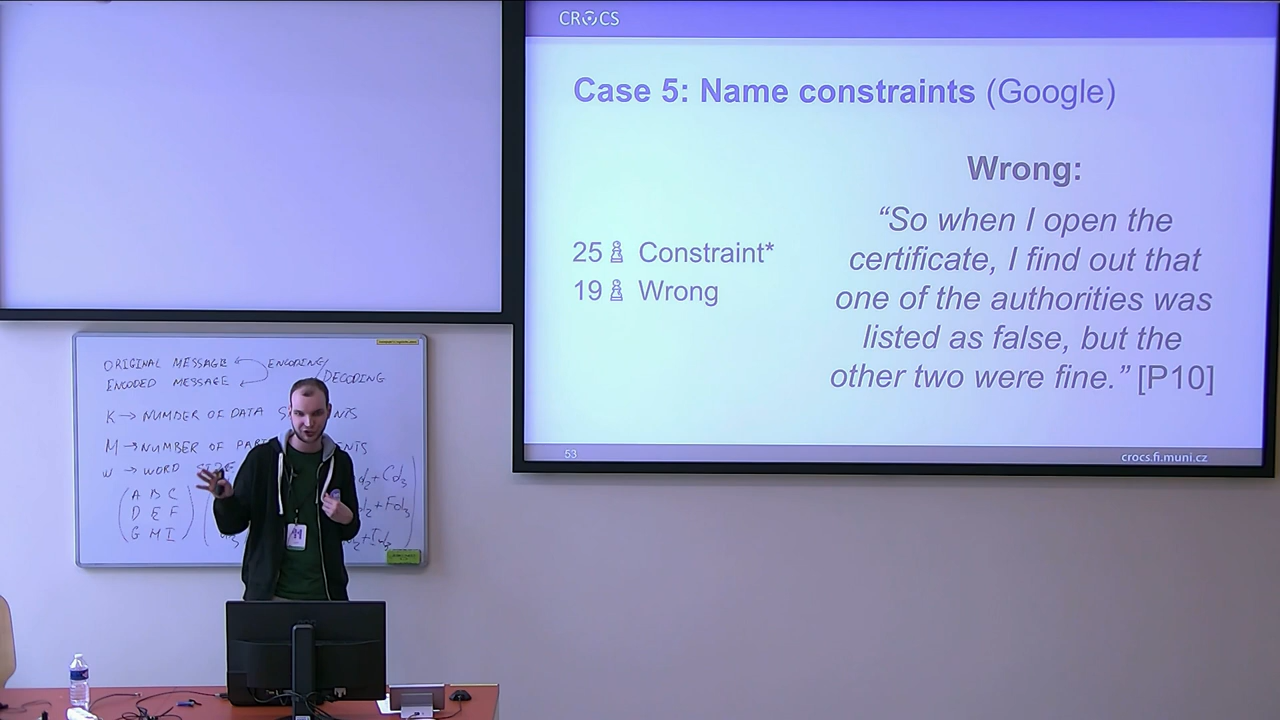 CROCS
Case 5: Name constraints (Google)
25 Constraint*
19 Wrong
Wrong:
“So when I open the
certificate, I find out that
one of the authorities was
listed as false, but the
other two were fine.” [P10]
53
crocs.fi.muni.cz
ORIGINAL MESSAGE ENCODING/
ENCODED MESSAGE DECODING
K → NUMBER OF DATA
M → NUMBER OF
W → WORD SIZE
A B C
D E F
G M I